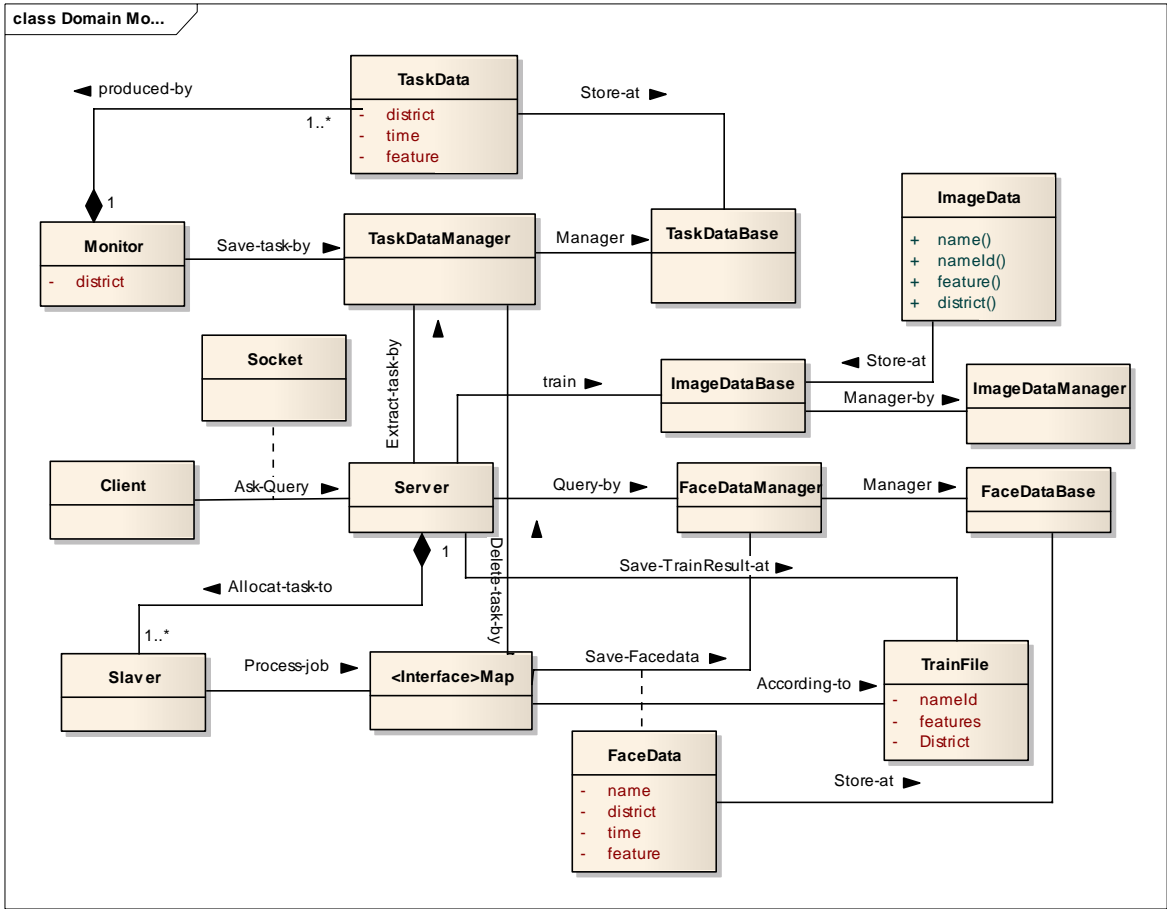 class Domain Mo...
TaskData
- district
- time
- feature
produced-by
1..*
Store-at
1
Monitor
- district
Save-task-by
TaskDataManager
Manager
TaskDataBase
ImageData
+ name()
+ nameId()
+ feature()
+ district()
Socket
Extract-task-by
train
ImageDataBase
Store-at
Manager-by
ImageDataManager
Client
Ask-Query
Server
Query-by
FaceDataManager
Manager
FaceDataBase
1
Delete-task-by
Save-TrainResult-at
Allocat-task-to
1..*
Slaver
Process-job
<Interface>Map
Save-Facedata
According-to
TrainFile
- nameId
- features
- District
FaceData
- name
- district
- time
- feature
Store-at